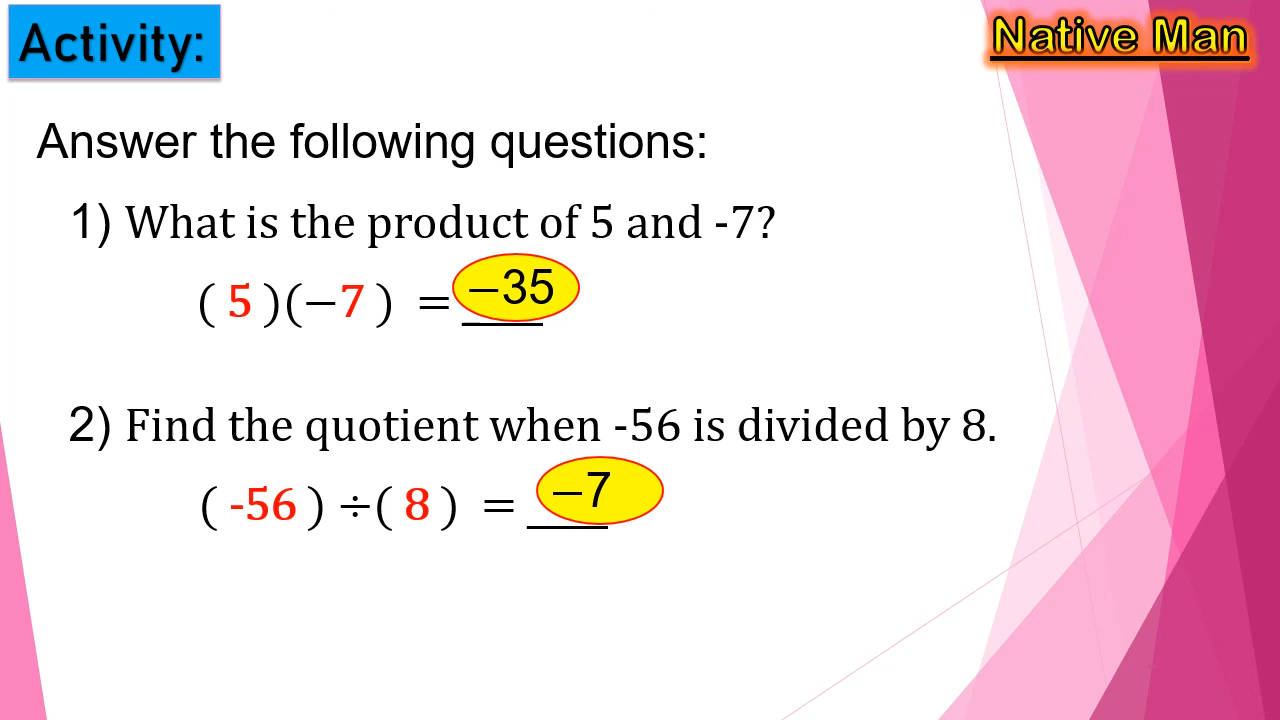 Activity:
Native Man
Answer the following questions:
1) What is the product of 5 and -7?
( 5 )(−7 ) = −35
2) Find the quotient when -56 is divided by 8.
( -56 ) ÷( 8 ) = −7